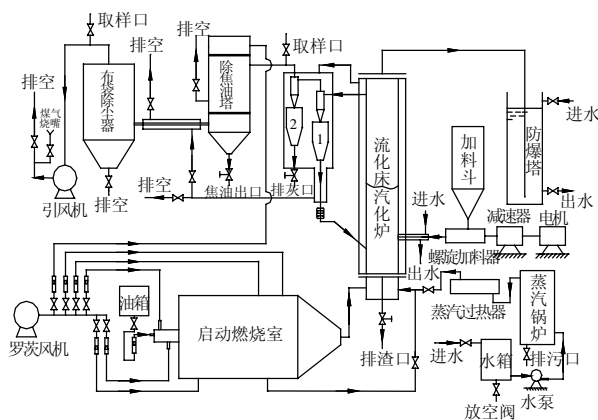 取样口
排空
取样口
排空
排空
除焦油塔
布袋除尘器
煤气烧嘴
2
1
流化床汽化炉
加料斗
防爆塔
进水
引风机
排空
排空
焦油出口
排灰口
进水
减速器
电机
出水
螺旋加料器
出水
罗茨风机
油箱
启动燃烧室
蒸汽过热器
蒸汽锅炉
排渣口
进水
水箱
排污口
放空阀
水泵